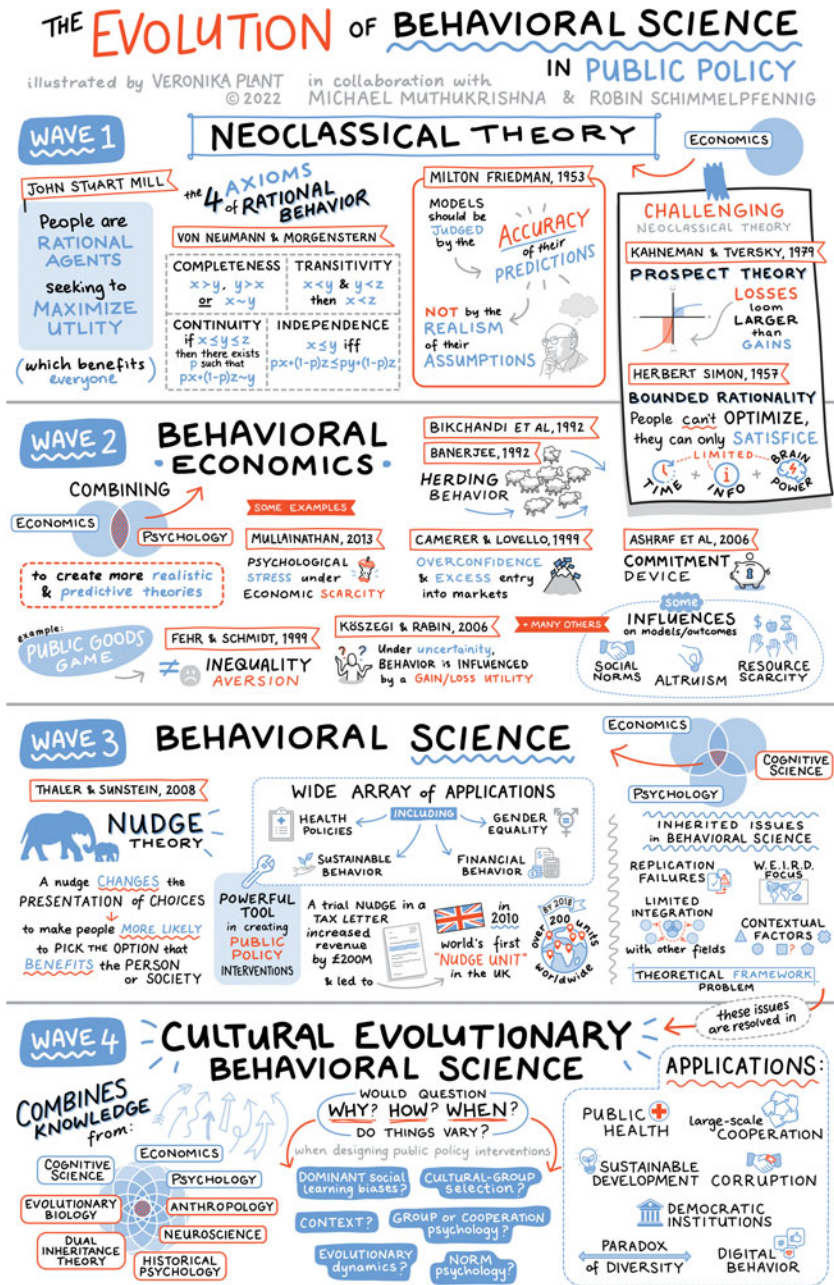 THE EVOLUTION OF BEHAVIORAL SCIENCE
IN PUBLIC POLICY
illustrated by VERONIKA PLANT
© 2022
in collaboration with
MICHAEL MUTHUKRISHNA & ROBIN SCHIMMELPFENNIG
WAVE 1
NEOCLASSICAL THEORY
ECONOMICS
JOHN STUART MILL
People are
RATIONAL
AGENTS
seeking to
MAXIMIZE
UTLITY
(which benefits
everyone)
the 4 AXIOMS
of RATIONAL
BEHAVIOR
VON NEUMANN & MORGENSTERN
COMPLETENESS
x>y, y>x
or x~y
TRANSITIVITY
x<y & y<z
then x<z
CONTINUITY
if x≤y≤z
then there exists
p such that
px+(1-p)z~y
INDEPENDENCE
x≤y iff
px+(1-p)z≤py+(1-p)z
MILTON FRIEDMAN, 1953
MODELS
should be
JUDGED
by the
ACCURACY
of their
PREDICTIONS
NOT by the
REALISM
of their
ASSUMPTIONS
CHALLENGING
NEOCLASSICAL THEORY
KAHNEMAN & TVERSKY, 1979
PROSPECT THEORY
LOSSES
loom
LARGER
than
GAINS
HERBERT SIMON, 1957
BOUNDED RATIONALITY
People can't OPTIMIZE,
they can only SATISFICE
LIMITED
TIME + INFO + BRAIN POWER
WAVE 2
BEHAVIORAL
ECONOMICS
COMBINING
ECONOMICS
PSYCHOLOGY
to create more realistic
& predictive theories
BIKCHANDI ET AL, 1992
BANERJEE, 1992
HERDING
BEHAVIOR
SOME EXAMPLES
MULLAINATHAN, 2013
PSYCHOLOGICAL
STRESS under
ECONOMIC SCARCITY
CAMERER & LOVELLO, 1999
OVERCONFIDENCE
& EXCESS entry
into markets
ASHRAF ET AL, 2006
COMMITMENT
DEVICE
example:
PUBLIC GOODS
GAME
FEHR & SCHMIDT, 1999
≠ INEQUALITY
AVERSION
KÖSZEGI & RABIN, 2006
? ?
Under uncertainty,
BEHAVIOR IS INFLUENCED
by a GAIN/LOSS UTILITY
+ MANY OTHERS
some
INFLUENCES
on models/outcomes
SOCIAL
NORMS
ALTRUISM
RESOURCE
SCARCITY
WAVE 3
BEHAVIORAL SCIENCE
ECONOMICS
COGNITIVE
SCIENCE
PSYCHOLOGY
THALER & SUNSTEIN, 2008
NUDGE
THEORY
A nudge CHANGES the
PRESENTATION OF CHOICES
to make people MORE LIKELY
to PICK THE OPTION that
BENEFITS the PERSON
or SOCIETY
WIDE ARRAY of APPLICATIONS
INCLUDING
HEALTH
POLICIES
GENDER
EQUALITY
SUSTAINABLE
BEHAVIOR
FINANCIAL
BEHAVIOR
POWERFUL
TOOL
in creating
PUBLIC
POLICY
INTERVENTIONS
A trial NUDGE IN a
TAX LETTER
increased
revenue
by £200M
& led to
in
2010
world's first
"NUDGE UNIT"
in the UK
BY 2018
over 200 units
worldwide
INHERITED ISSUES
in BEHAVIORAL SCIENCE
REPLICATION
FAILURES
W.E.I.R.D.
FOCUS
LIMITED
INTEGRATION
with other fields
CONTEXTUAL
FACTORS
?
THEORETICAL FRAMEWORK
PROBLEM
these issues
are resolved in
WAVE 4
CULTURAL EVOLUTIONARY
BEHAVIORAL SCIENCE
COMBINES
KNOWLEDGE
from:
ECONOMICS
COGNITIVE
SCIENCE
PSYCHOLOGY
EVOLUTIONARY
BIOLOGY
ANTHROPOLOGY
NEUROSCIENCE
DUAL
INHERITANCE
THEORY
HISTORICAL
PSYCHOLOGY
WOULD QUESTION
WHY? HOW? WHEN?
DO THINGS VARY?
when designing public policy interventions
DOMINANT social
learning biases?
CULTURAL-GROUP
selection?
CONTEXT?
GROUP or COOPERATION
psychology?
EVOLUTIONARY
dynamics?
NORM
psychology?
APPLICATIONS:
PUBLIC
HEALTH
large-scale
COOPERATION
SUSTAINABLE
DEVELOPMENT
CORRUPTION
DEMOCRATIC
INSTITUTIONS
PARADOX
of DIVERSITY
DIGITAL
BEHAVIOR